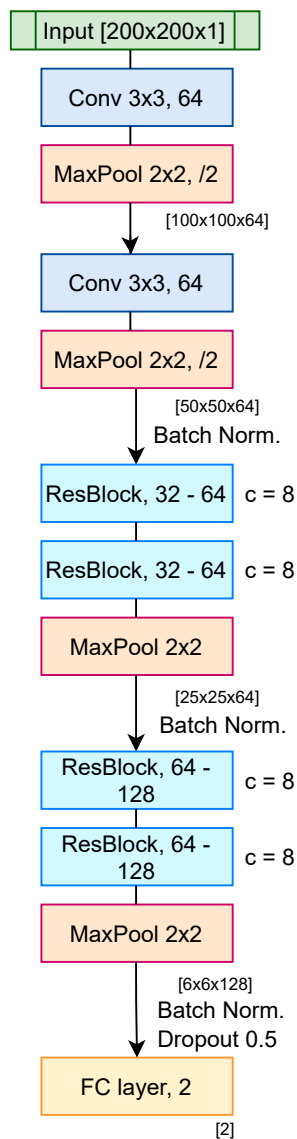 Input [200x200x1]
Conv 3x3, 64
MaxPool 2x2, /2
[100x100x64]
Conv 3x3, 64
MaxPool 2x2, /2
[50x50x64]
Batch Norm.
ResBlock, 32 - 64 c = 8
ResBlock, 32 - 64 c = 8
MaxPool 2x2
[25x25x64]
Batch Norm.
ResBlock, 64 -
128
c = 8
ResBlock, 64 -
128
c = 8
MaxPool 2x2
[6x6x128]
Batch Norm.
Dropout 0.5
FC layer, 2
[2]